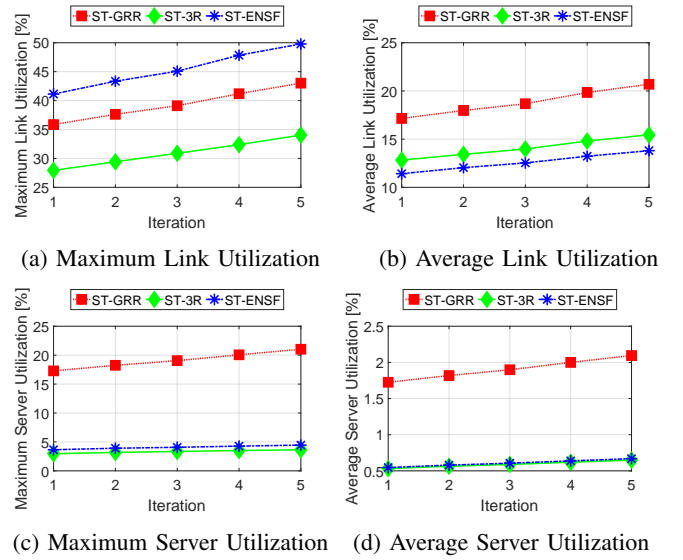 ST-GRR ST-3R ST-ENSF
Maximum Link Utilization [%]
50
45
40
35
30
25
1 2 3 4 5
Iteration
(a) Maximum Link Utilization
ST-GRR ST-3R ST-ENSF
Average Link Utilization [%]
25
20
15
10
1 2 3 4 5
Iteration
(b) Average Link Utilization
ST-GRR ST-3R ST-ENSF
Maximum Server Utilization [%]
25
20
15
10
5
0
1 2 3 4 5
Iteration
(c) Maximum Server Utilization
ST-GRR ST-3R ST-ENSF
Average Server Utilization [%]
2.5
2
1.5
1
0.5
1 2 3 4 5
Iteration
(d) Average Server Utilization